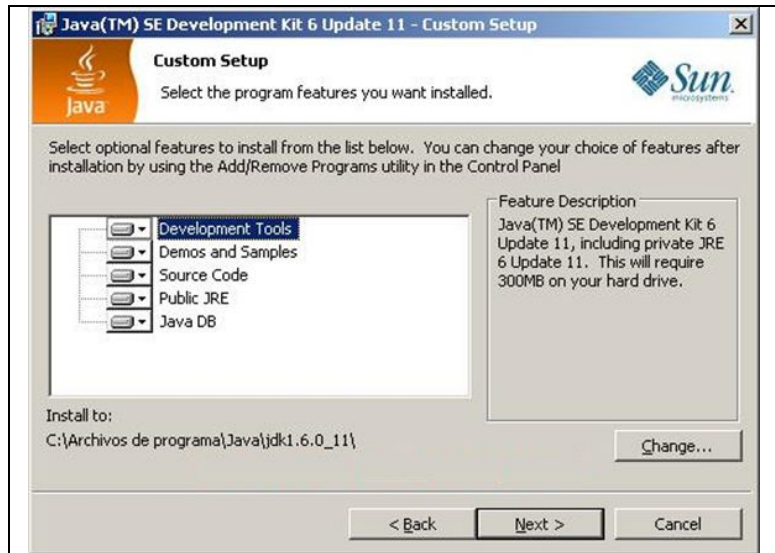 Java(TM) SE Development Kit 6 Update 11 - Custom Setup
Java
Custom Setup
Select the program features you want installed.
Sun
microsystems
Select optional features to install from the list below. You can change your choice of features after
installation by using the Add/Remove Programs utility in the Control Panel
Development Tools
Demos and Samples
Source Code
Public JRE
Java DB
Feature Description
Java(TM) SE Development Kit 6
Update 11, including private JRE
6 Update 11. This will require
300MB on your hard drive.
Install to:
C:\Archivos de programa\Java\jdk1.6.0_11\
Change...
< Back
Next >
Cancel